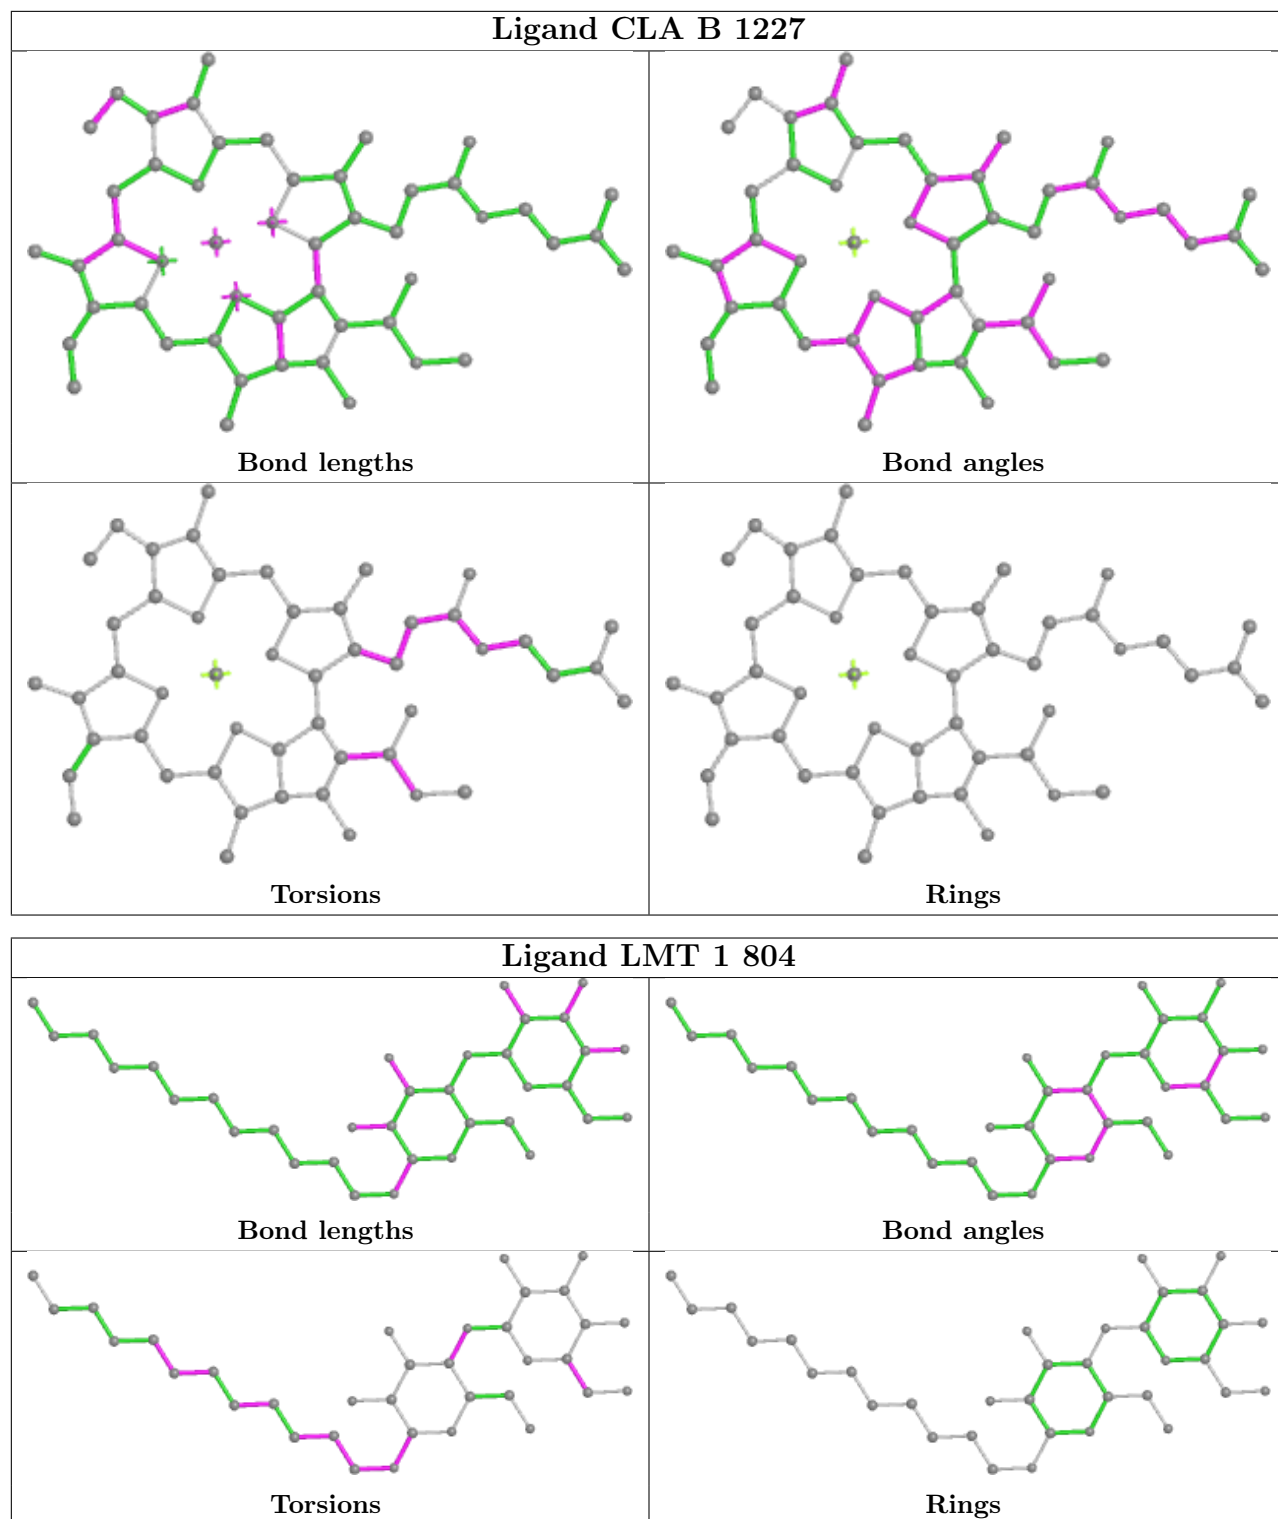 Ligand CLA B 1227
Bond lengths
Bond angles
Torsions
Rings
Ligand LMT 1 804
Bond lengths
Bond angles
Torsions
Rings